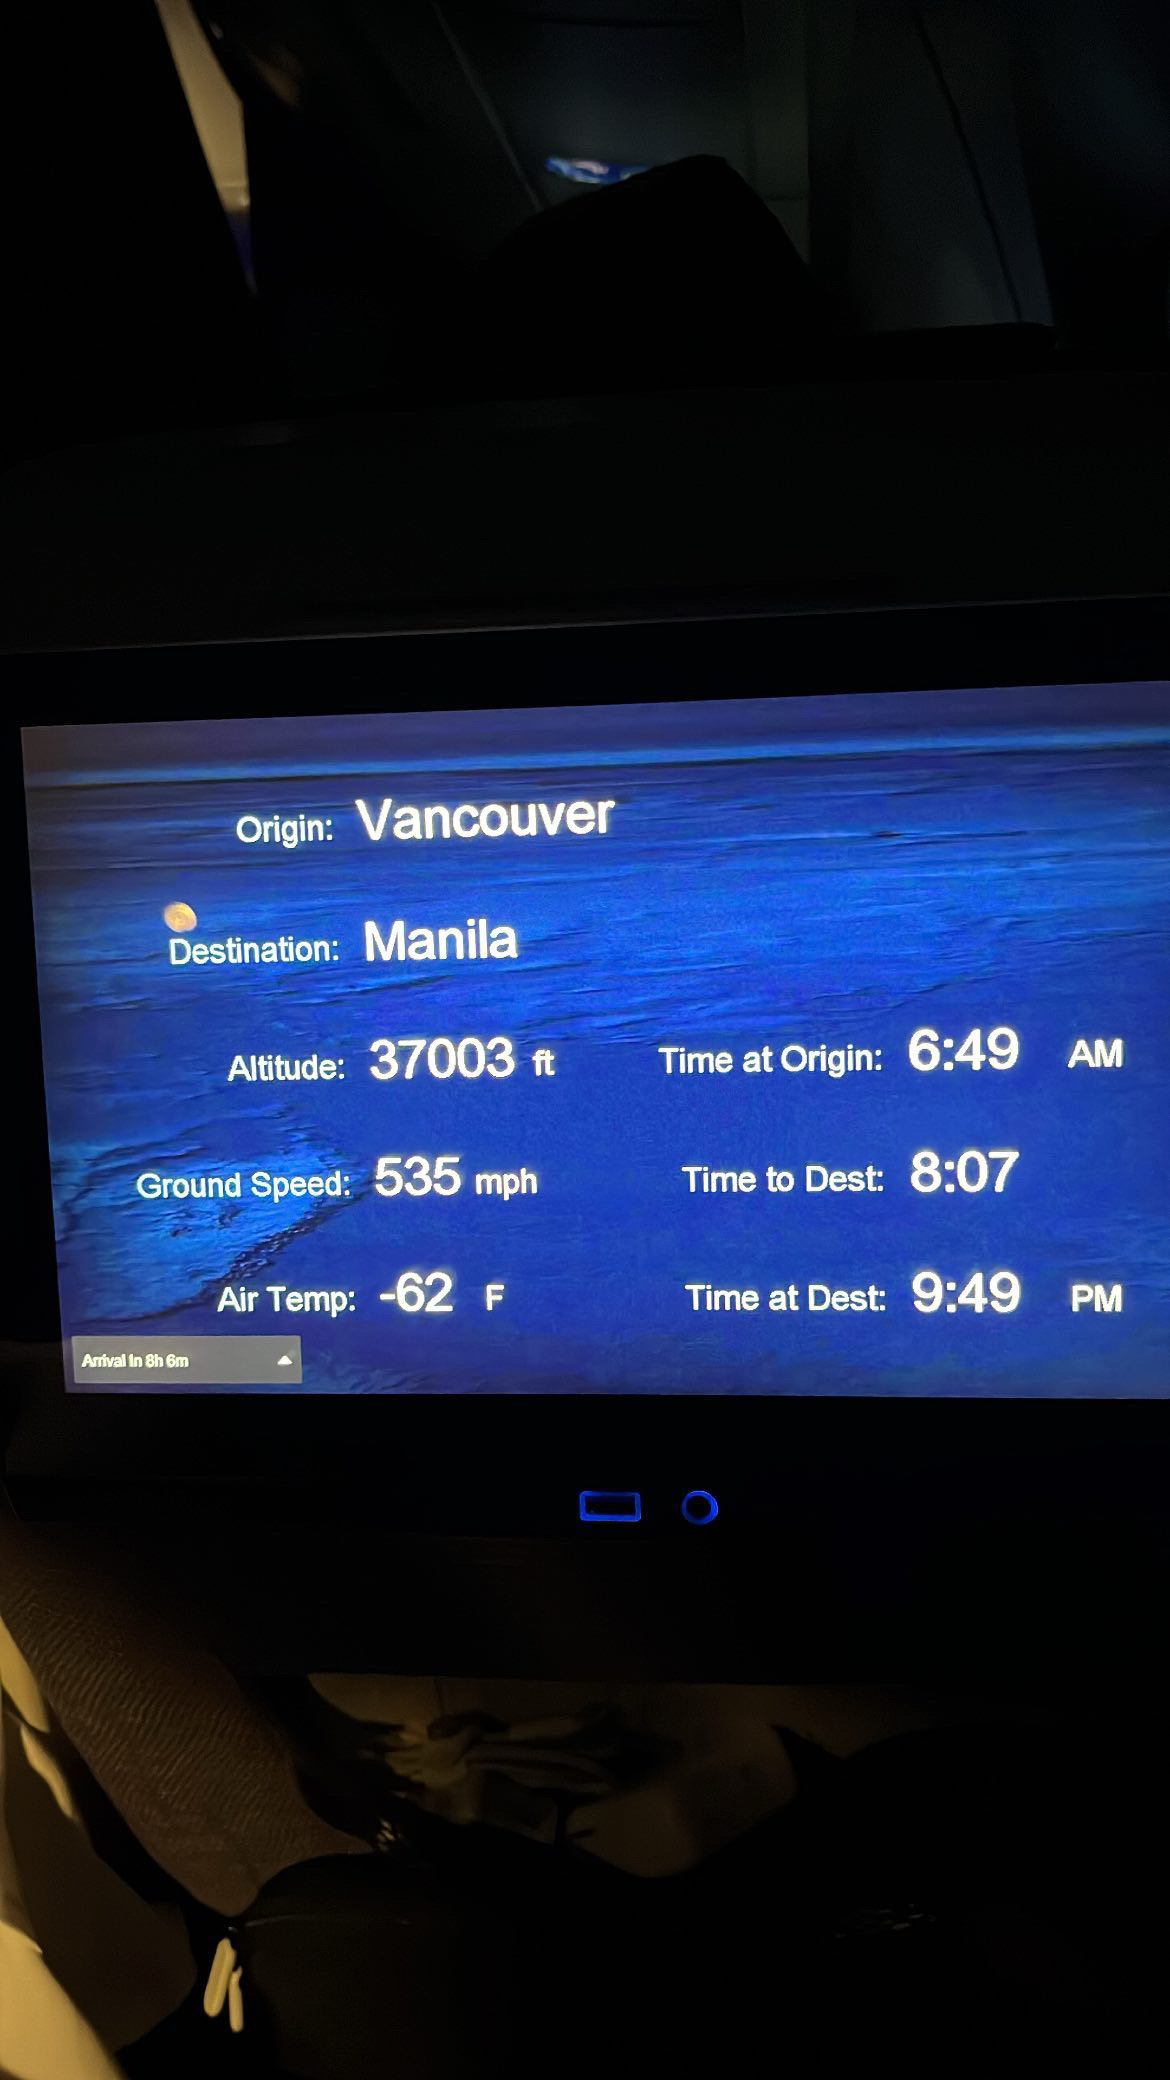 Origin: Vancouver
Destination: Manila
Altitude: 37003 ft
Time at Origin: 6:49 AM
Ground Speed: 535 mph
Time to Dest: 8:07
Air Temp: -62 F
Time at Dest: 9:49 PM
Arrival in 8h 6m